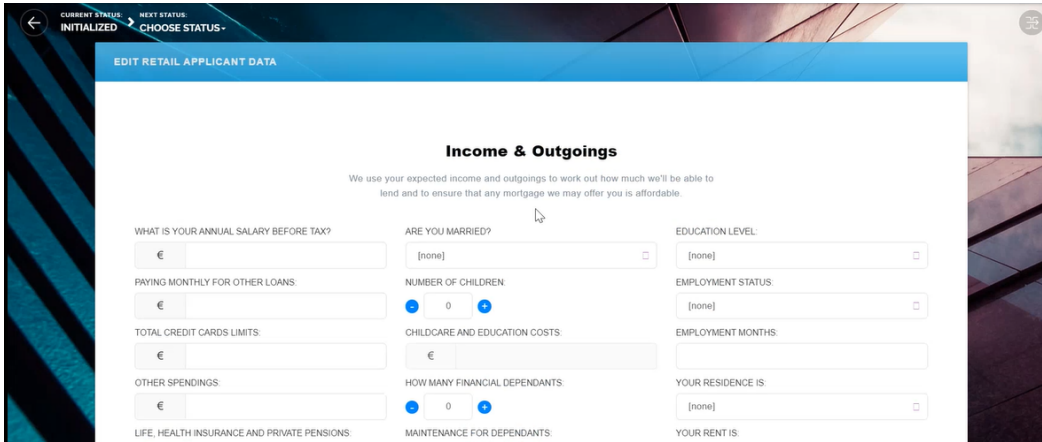 CURRENT STATUS:
INITIALIZED
NEXT STATUS:
CHOOSE STATUS
EDIT RETAIL APPLICANT DATA
Income & Outgoings
We use your expected income and outgoings to work out how much we'll be able to
lend and to ensure that any mortgage we may offer you is affordable.
WHAT IS YOUR ANNUAL SALARY BEFORE TAX?
€
ARE YOU MARRIED?
[none]
EDUCATION LEVEL:
[none]
PAYING MONTHLY FOR OTHER LOANS:
€
NUMBER OF CHILDREN:
- 0 +
EMPLOYMENT STATUS:
[none]
TOTAL CREDIT CARDS LIMITS:
€
CHILDCARE AND EDUCATION COSTS:
€
EMPLOYMENT MONTHS:
OTHER SPENDINGS:
€
HOW MANY FINANCIAL DEPENDANTS:
- 0 +
YOUR RESIDENCE IS:
[none]
LIFE, HEALTH INSURANCE AND PRIVATE PENSIONS:
MAINTENANCE FOR DEPENDANTS:
YOUR RENT IS: